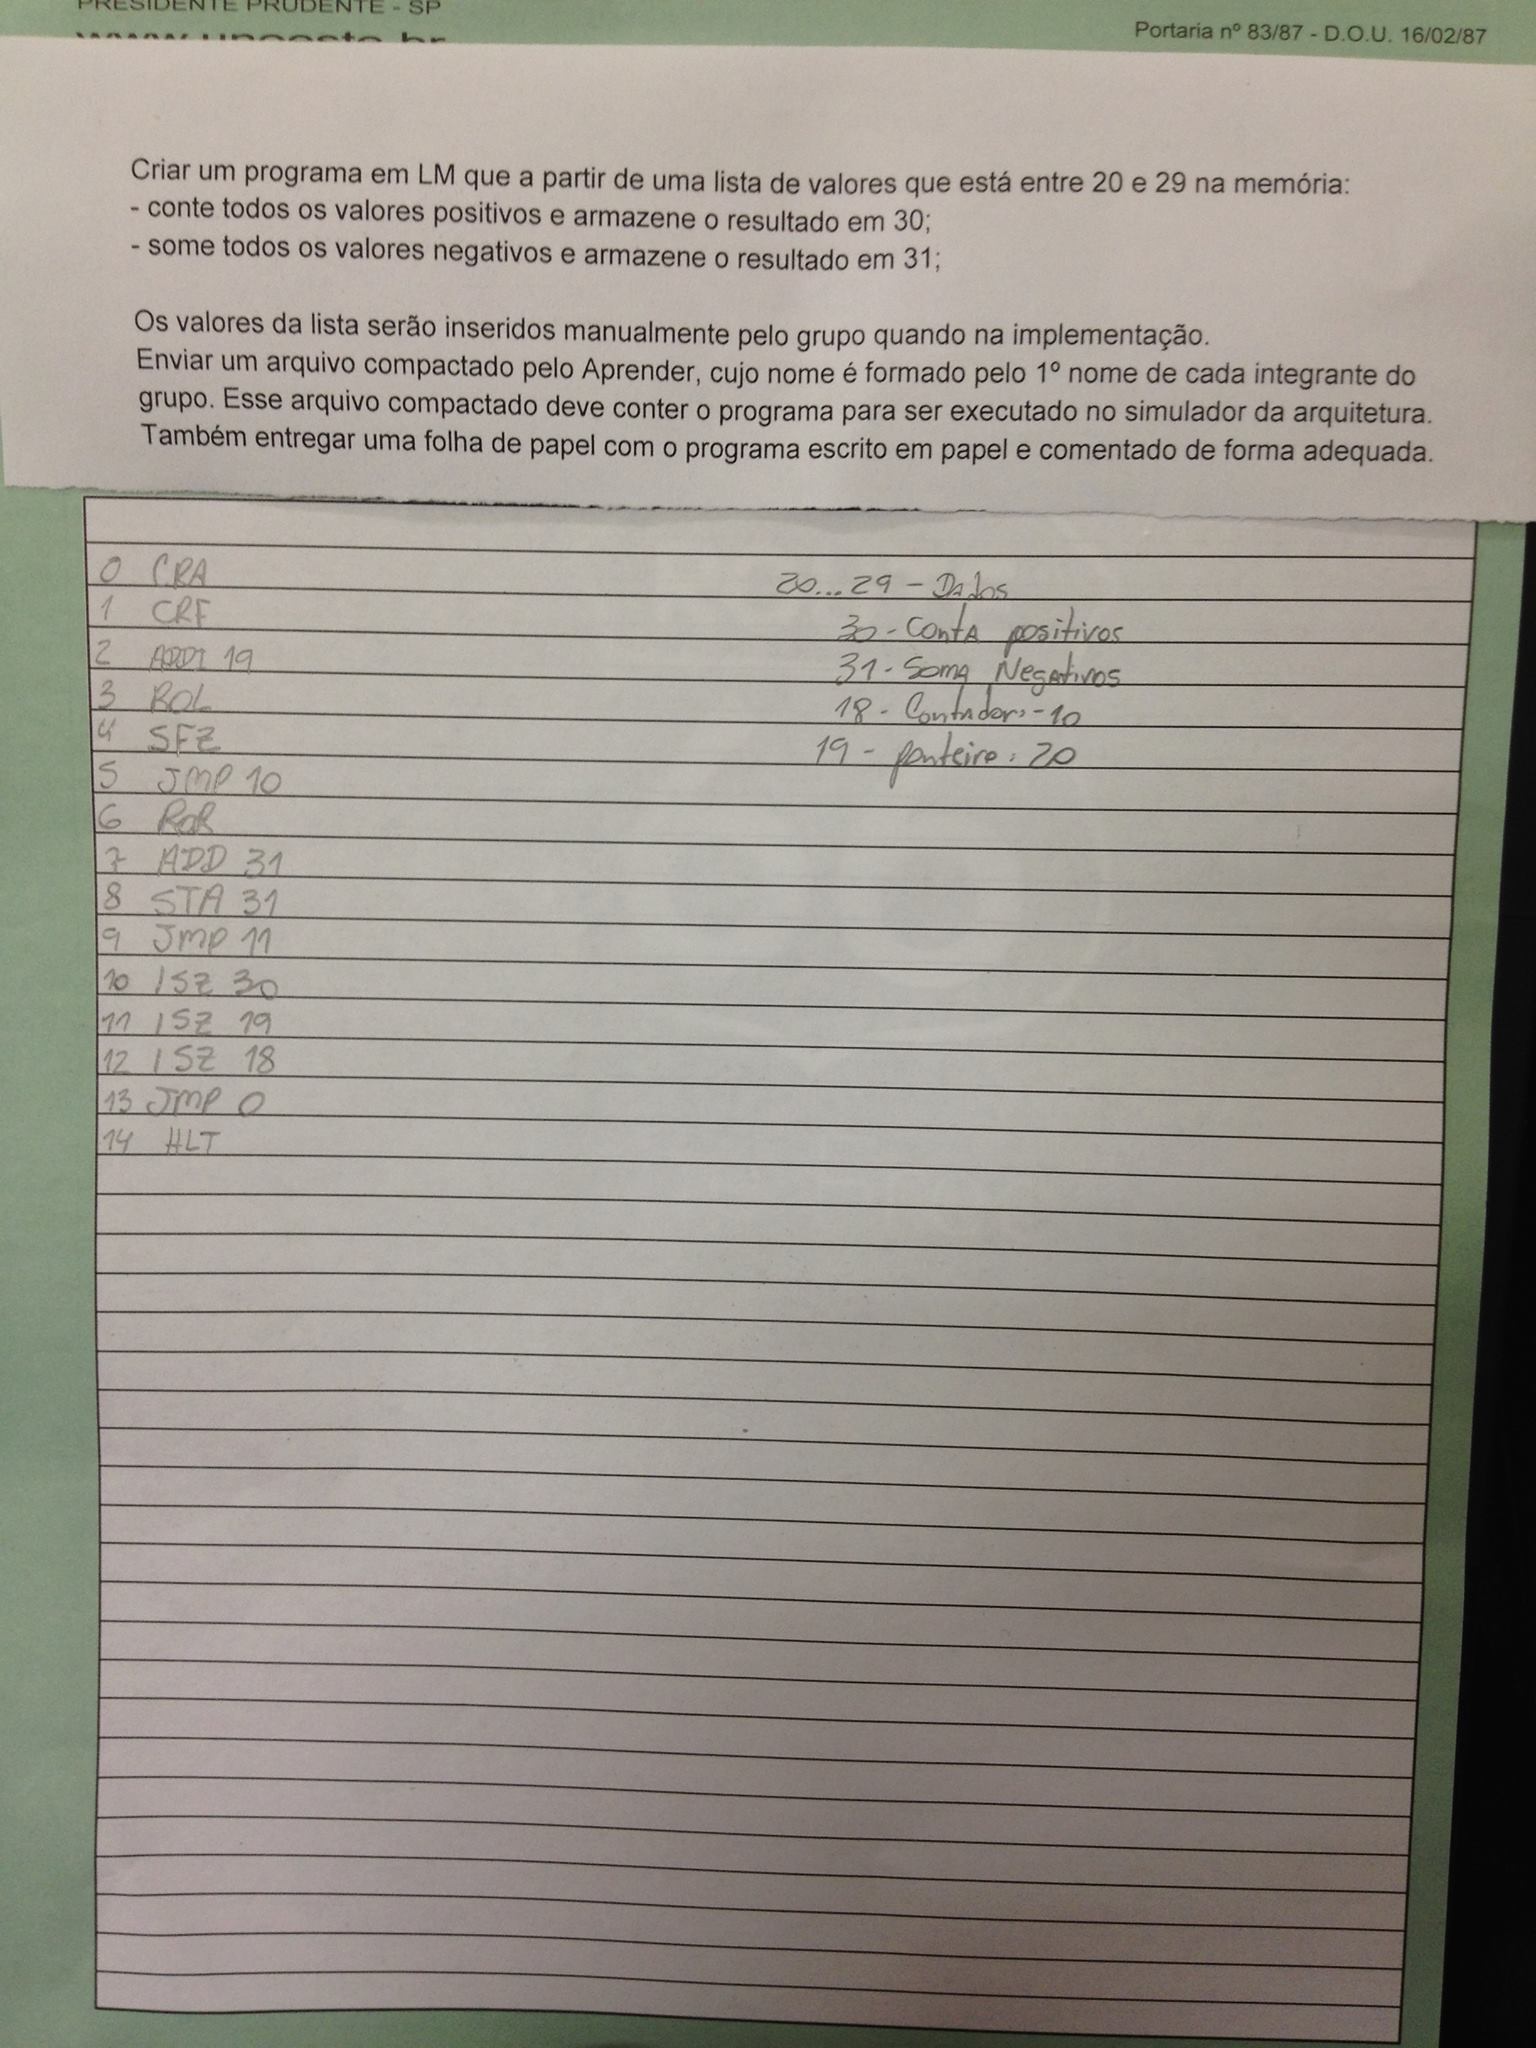 PRESIDENTE PRUDENTE - SP
www.unoeste.br
Portaria nº 83/87 - D.O.U. 16/02/87
Criar um programa em LM que a partir de uma lista de valores que está entre 20 e 29 na memória:
- conte todos os valores positivos e armazene o resultado em 30;
- some todos os valores negativos e armazene o resultado em 31;
Os valores da lista serão inseridos manualmente pelo grupo quando na implementação.
Enviar um arquivo compactado pelo Aprender, cujo nome é formado pelo 1º nome de cada integrante do
grupo. Esse arquivo compactado deve conter o programa para ser executado no simulador da arquitetura.
Também entregar uma folha de papel com o programa escrito em papel e comentado de forma adequada.
0 CRA
1 CRF
2 ADDI 19
3 ROL
4 SFZ
5 JMP 10
6 ROR
7 ADD 31
8 STA 31
9 JMP 11
10 ISZ 30
11 ISZ 19
12 ISZ 18
13 JMP 0
14 HLT
20...29 - Dados
30 - Conta positivos
31 - Soma Negativos
18 - Contador: -10
19 - ponteiro: 20